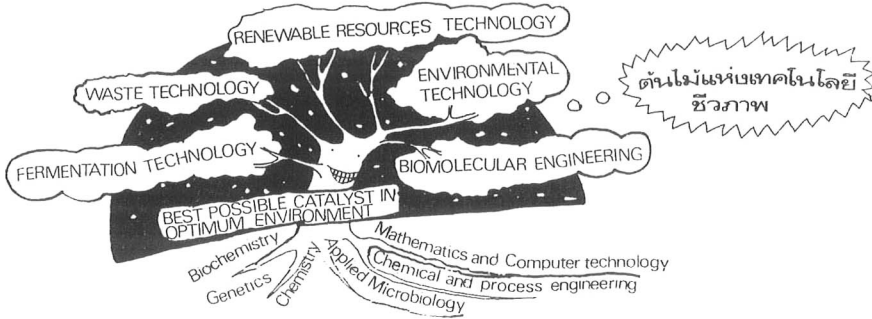 RENEWABLE RESOURCES TECHNOLOGY
WASTE TECHNOLOGY
ENVIRONMENTAL
TECHNOLOGY
ต้นไม้แห่งเทคโนโลยี
ชีวภาพ
FERMENTATION TECHNOLOGY
BIOMOLECULAR ENGINEERING
BEST POSSIBLE CATALYST IN
OPTIMUM ENVIRONMENT
Biochemistry
Genetics
Chemistry
Applied Microbiology
Mathematics and Computer technology
Chemical and process engineering